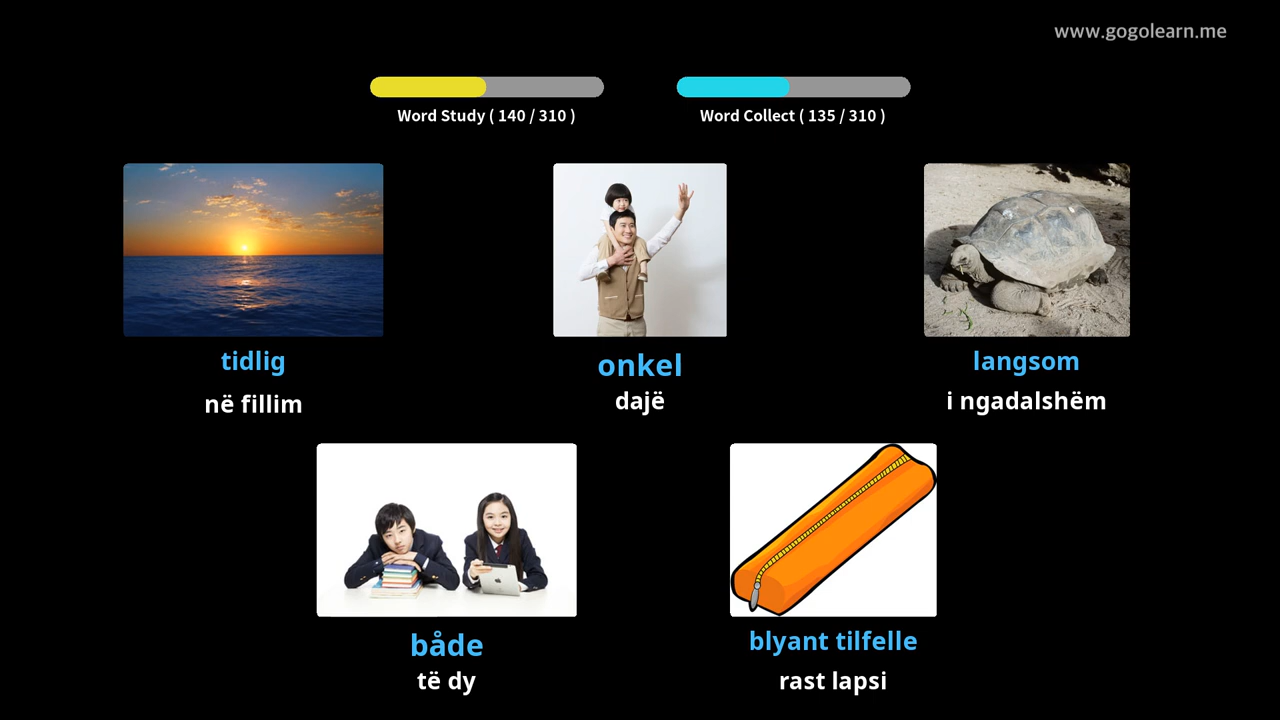 www.gogolearn.me
Word Study ( 140 / 310 )
Word Collect ( 135 / 310 )
tidlig
në fillim
onkel
dajë
langsom
i ngadalshëm
både
të dy
blyant tilfelle
rast lapsi